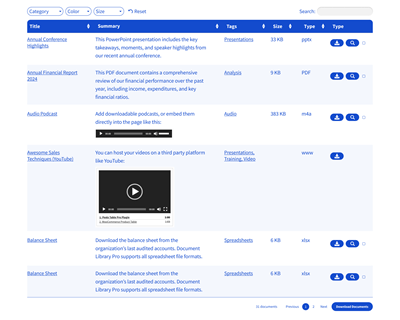 Category Color Size Reset Search:
Title Summary Tags Size Type Type
Annual Conference Highlights
This PowerPoint presentation includes the key
takeaways, moments, and speaker highlights from
our recent annual conference.
Presentations 33 KB pptx
Annual Financial Report 2024
This PDF document contains a comprehensive
review of our financial performance over the past
year, including income, expenditures, and key
financial ratios.
Analysis 9 KB PDF
Audio Podcast
Add downloadable podcasts, or embed them
directly into the page like this:
Audio 383 KB m4a
Awesome Sales
Techniques (YouTube)
You can host your videos on a third party platform
like YouTube:
Presentations,
Training, Video
www
Balance Sheet
Download the balance sheet from the
organization's last audited accounts. Document
Library Pro supports all spreadsheet file formats.
Spreadsheets 6 KB xlsx
Balance Sheet
Download the balance sheet from the
organization's last audited accounts. Document
Library Pro supports all spreadsheet file formats.
Spreadsheets 6 KB xlsx
documents Previous 1 2 Next Download Documents